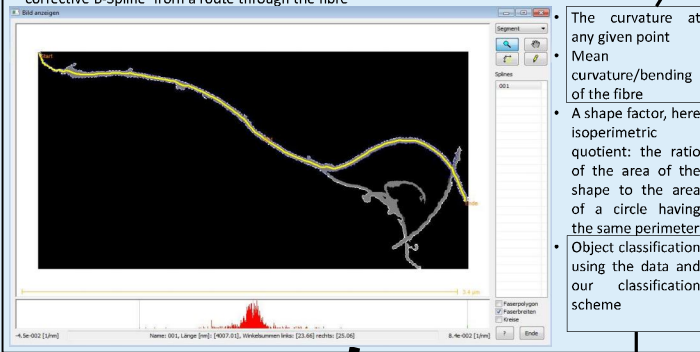 corrective B-Spline from a route through the fibre
Bild anzeigen
Segment
Splines
001
Start
Ende
Faserpolygon
Faserbreiten
Kreise
-4.5e-002 [1/nm]
Name: 001, Länge [nm]: [4007.01], Winkelsummen links: [23.66] rechts: [25.06]
8.4e-002 [1/nm]
?
Ende
• The curvature at
any given point
• Mean
curvature/bending
of the fibre
• A shape factor, here
isoperimetric
quotient: the ratio
of the area of the
shape to the area
of a circle having
the same perimeter
• Object classification
using the data and
our classification
scheme